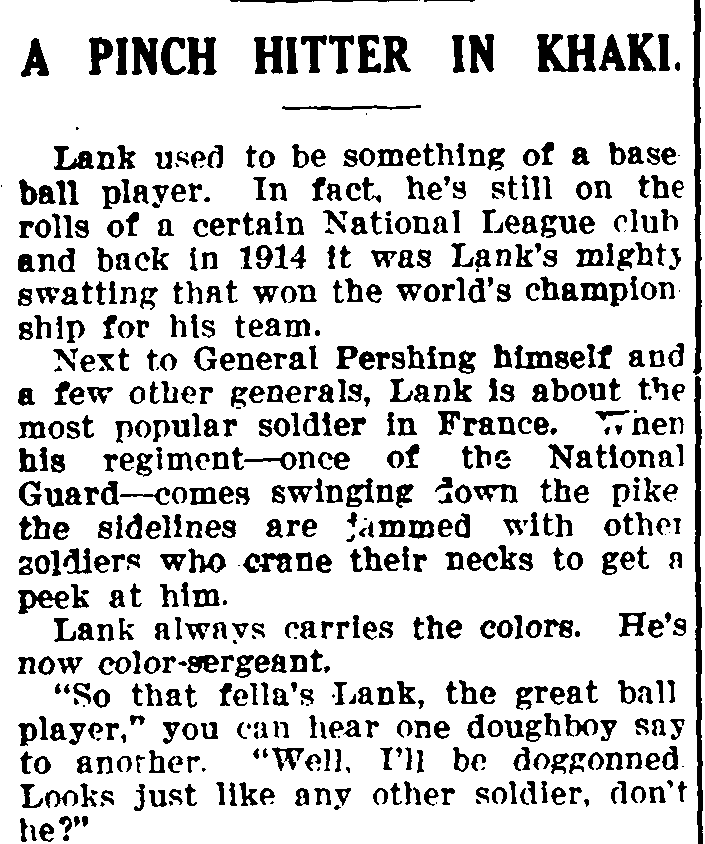 A PINCH HITTER IN KHAKI.
Lank used to be something of a base
ball player. In fact, he's still on the
rolls of a certain National League club
and back in 1914 it was Lank's mighty
swatting that won the world's champion
ship for his team.
Next to General Pershing himself and
a few other generals, Lank is about the
most popular soldier in France. When
his regiment—once of the National
Guard—comes swinging down the pike
the sidelines are jammed with other
soldiers who crane their necks to get a
peek at him.
Lank always carries the colors. He's
now color-sergeant.
"So that fella's Lank, the great ball
player," you can hear one doughboy say
to another. "Well, I'll be doggonned.
Looks just like any other soldier, don't
he?"